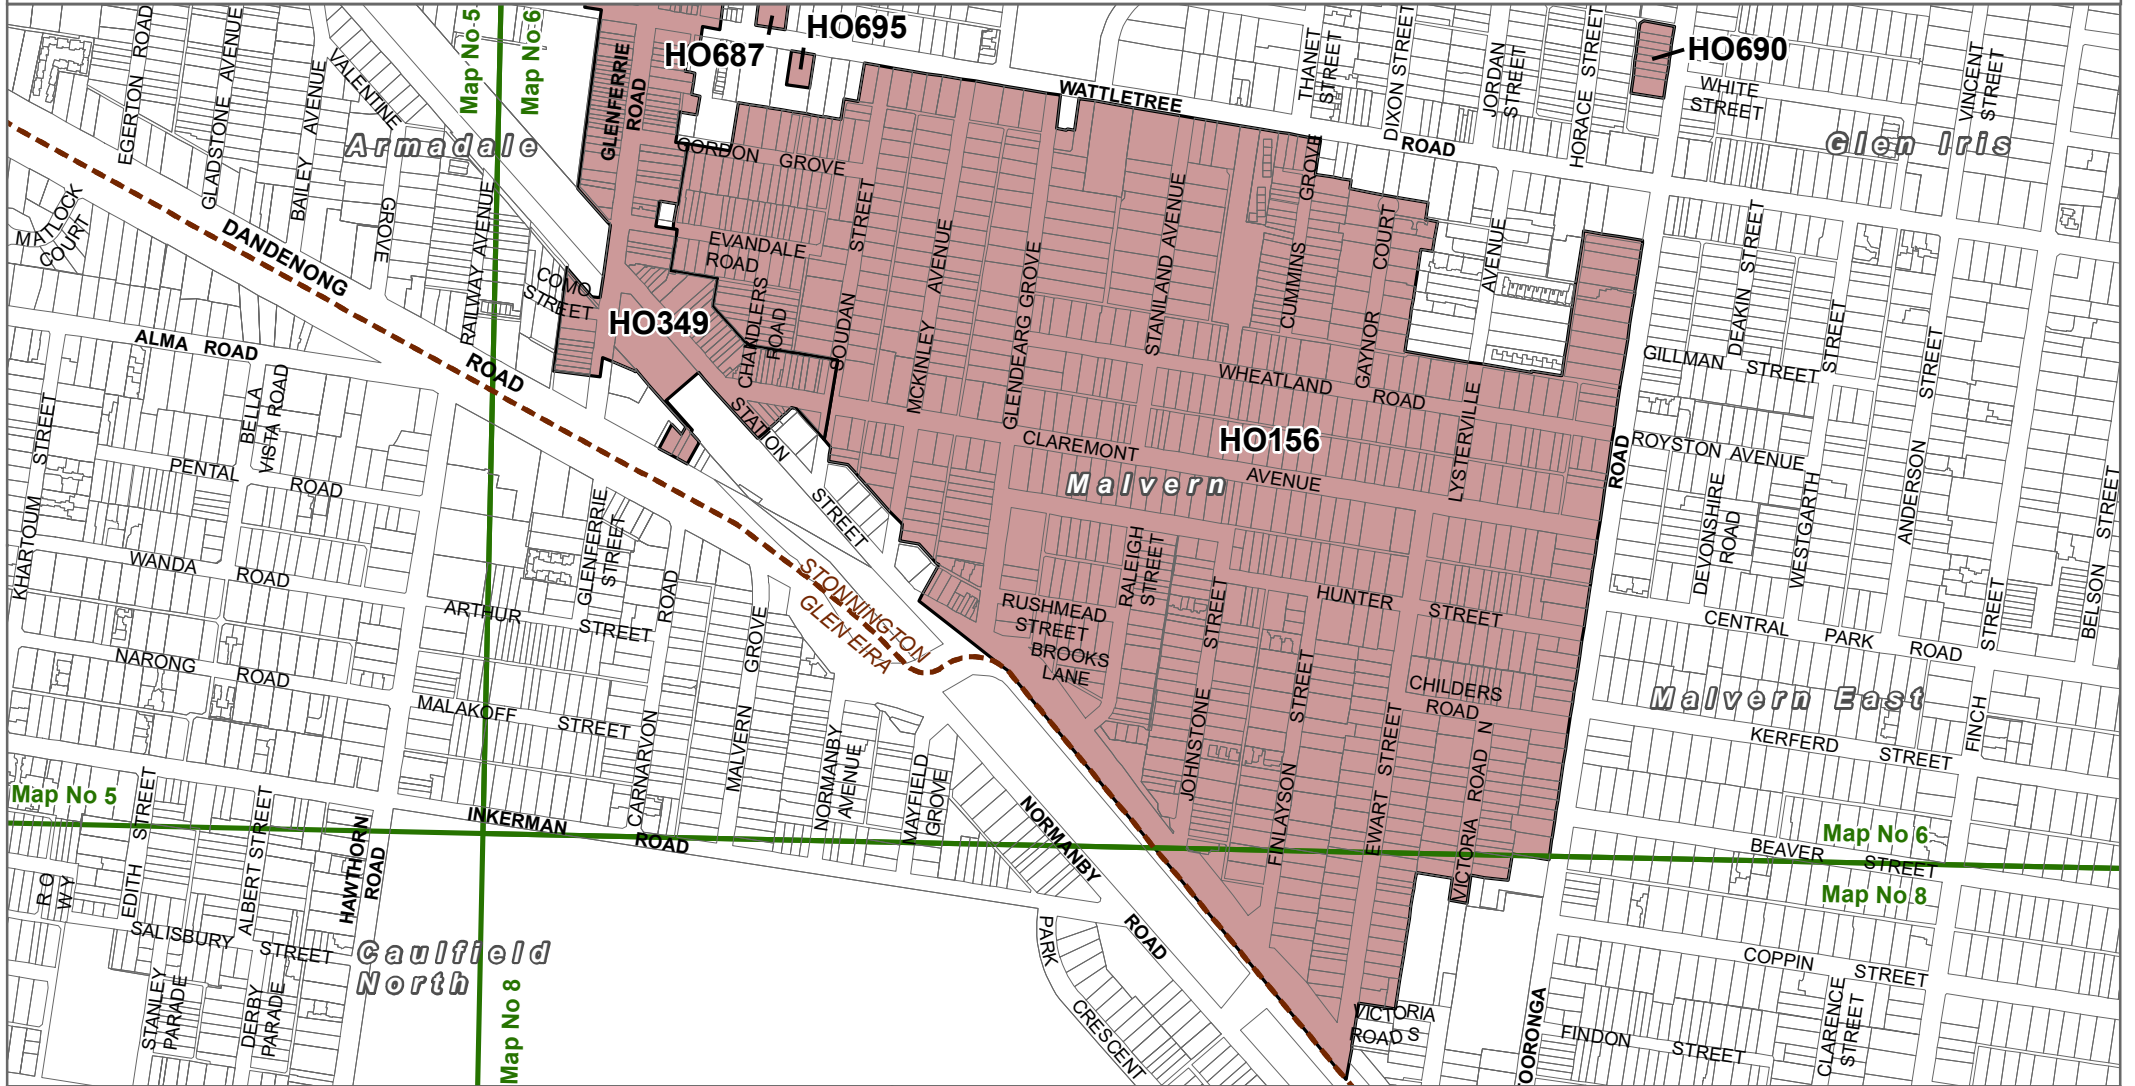 EGERTON ROAD
GLADSTONE AVENUE
BAILEY AVENUE
VALENTINE
GROVE
Map No 5
Map No 6
GLENFERRIE
ROAD
HO687
HO695
HO690
WATTLETREE
ROAD
THANET
STREET
DIXON STREET
JORDAN
STREET
HORACE STREET
WHITE
STREET
VINCENT
STREET
Armadale
Glen Iris
GORDON GROVE
MATLOCK
COURT
DANDENONG
ROAD
RAILWAY AVENUE
COMO
STREET
EVANDALE
ROAD
CHANDLERS
ROAD
SOUDAN
STREET
MCKINLEY
AVENUE
GLENDEARG GROVE
STANILAND AVENUE
CUMMINS
GROVE
GAYNOR
COURT
LYSTERVILLE
AVENUE
DEAKIN STREET
GILLMAN
STREET
HO349
ALMA ROAD
BELLA
VISTA ROAD
KHARTOUM
STREET
PENTAL
ROAD
STATION
STREET
WHEATLAND
ROAD
CLAREMONT
AVENUE
HO156
Malvern
ROYSTON AVENUE
DEVONSHIRE
ROAD
WESTGARTH
STREET
ANDERSON
STREET
BELSON STREET
WANDA
ROAD
GLENFERRIE
STREET
ARTHUR
STREET
STONNINGTON
GLEN EIRA
RALEIGH
STREET
RUSHMEAD
STREET
BROOKS
LANE
HUNTER
STREET
CHILDERS
ROAD
CENTRAL
PARK
ROAD
Malvern East
KERFERD
STREET
FINCH
STREET
NARONG
ROAD
MALAKOFF
STREET
CARNARVON
ROAD
MALVERN
GROVE
NORMANBY
AVENUE
MAYFIELD
GROVE
JOHNSTONE
STREET
FINLAYSON
STREET
EWART STREET
VICTORIA ROAD N
Map No 5
INKERMAN
ROAD
Map No 6
BEAVER
STREET
Map No 8
R O
W Y
EDITH STREET
ALBERT STREET
HAWTHORN
ROAD
SALISBURY
STREET
STANLEY
PARADE
DERBY
PARADE
Caulfield
North
Map No 8
NORMANBY
ROAD
PARK
CRESCENT
VICTORIA
ROAD S
OORONGA
ROAD
COPPIN
STREET
FINDON
STREET
CLARENCE
STREET